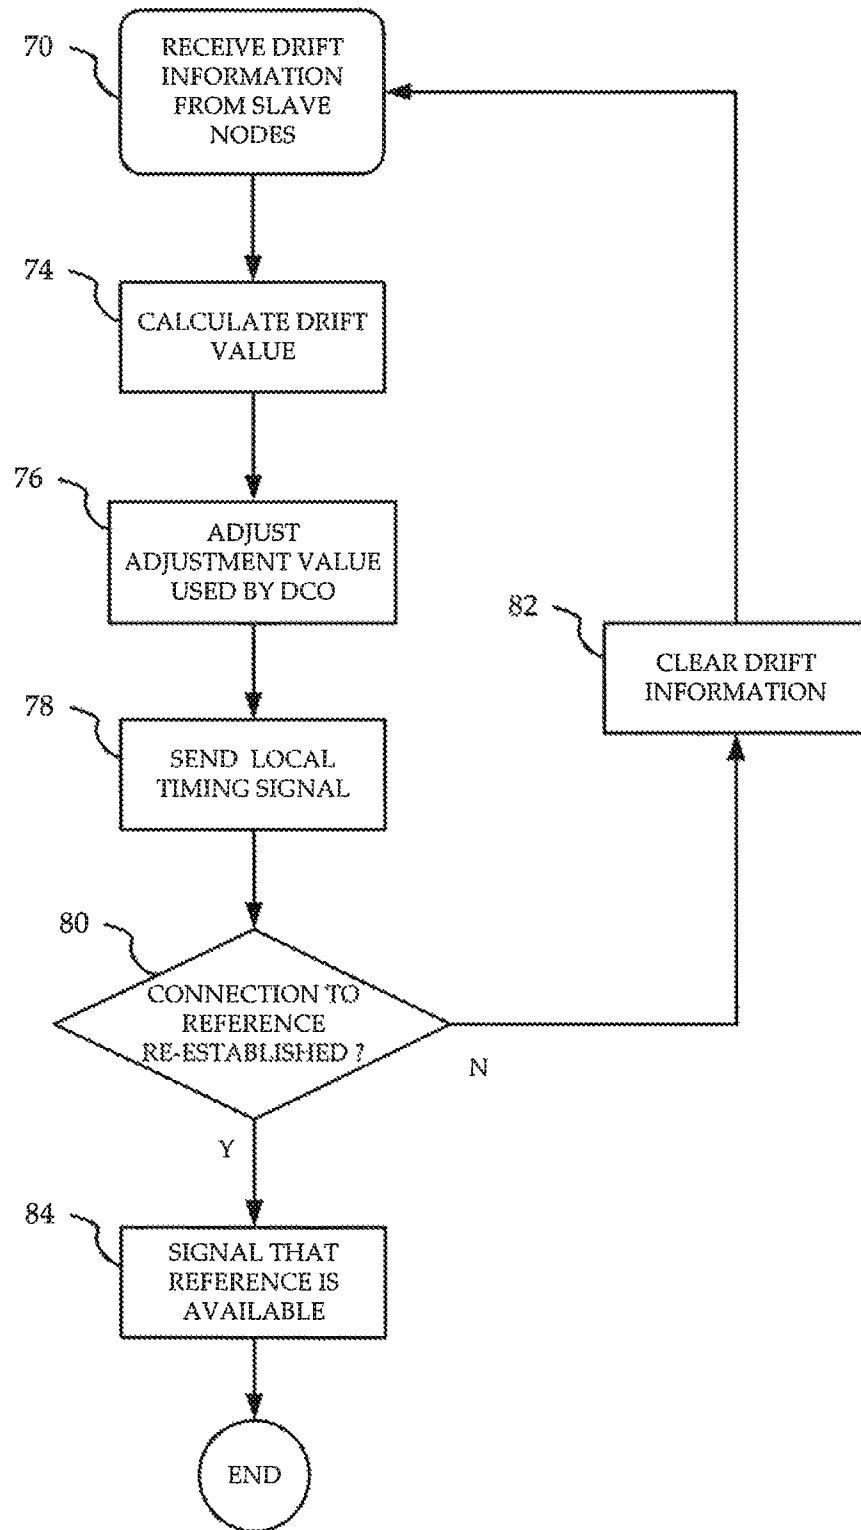 70
RECEIVE DRIFT
INFORMATION
FROM SLAVE
NODES
74
CALCULATE DRIFT
VALUE
76
ADJUST
ADJUSTMENT VALUE
USED BY DCO
82
CLEAR DRIFT
INFORMATION
78
SEND LOCAL
TIMING SIGNAL
80
CONNECTION TO
REFERENCE
RE-ESTABLISHED ?
N
Y
84
SIGNAL THAT
REFERENCE IS
AVAILABLE
END